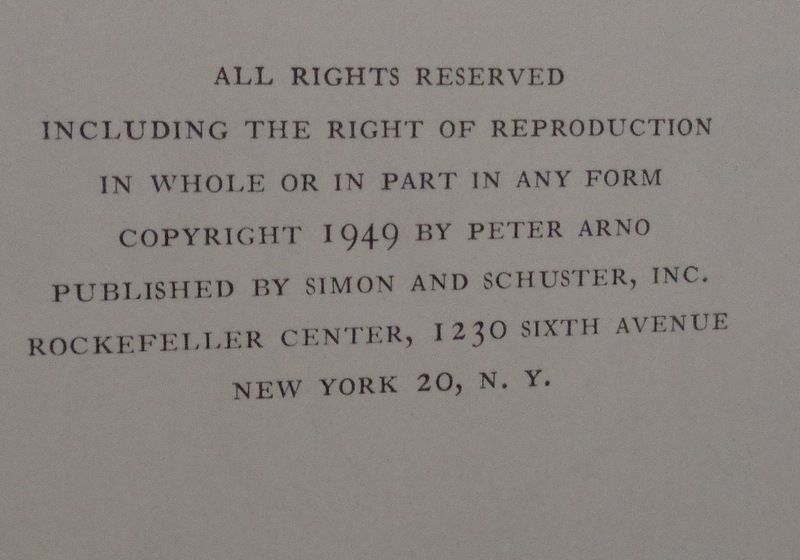 ALL RIGHTS RESERVED
INCLUDING THE RIGHT OF REPRODUCTION
IN WHOLE OR IN PART IN ANY FORM
COPYRIGHT 1949 BY PETER ARNO
PUBLISHED BY SIMON AND SCHUSTER, INC.
ROCKEFELLER CENTER, 1230 SIXTH AVENUE
NEW YORK 20, N. Y.